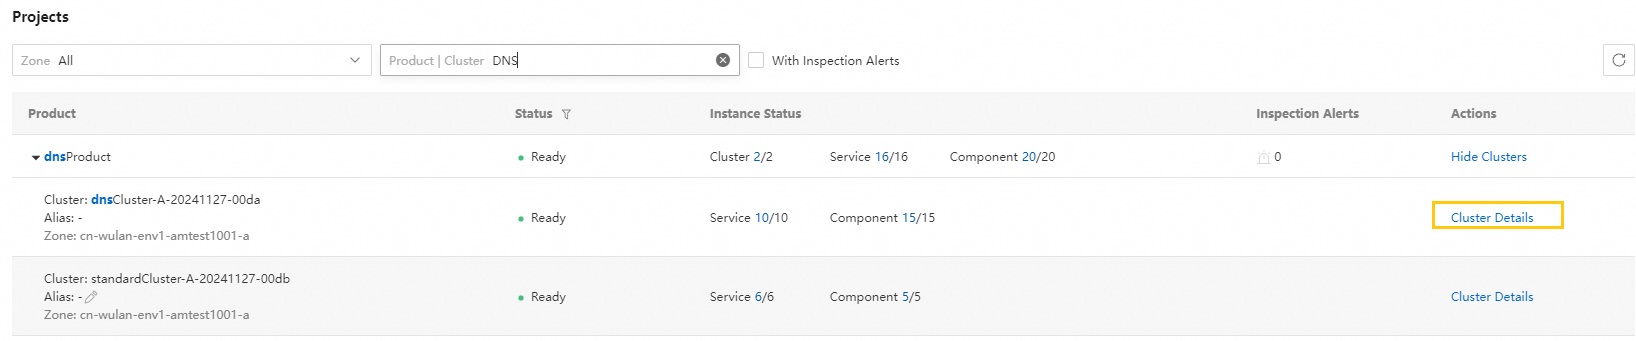 Projects
Zone All Product | Cluster DNS With Inspection Alerts
Product Status Instance Status Inspection Alerts Actions
dnsProduct Ready Cluster 2/2 Service 16/16 Component 20/20 0 Hide Clusters
Cluster: dnsCluster-A-20241127-00da
Alias: - Ready Service 10/10 Component 15/15 Cluster Details
Zone: cn-wulan-env1-amtest1001-a
Cluster: standardCluster-A-20241127-00db
Alias: - Ready Service 6/6 Component 5/5 Cluster Details
Zone: cn-wulan-env1-amtest1001-a